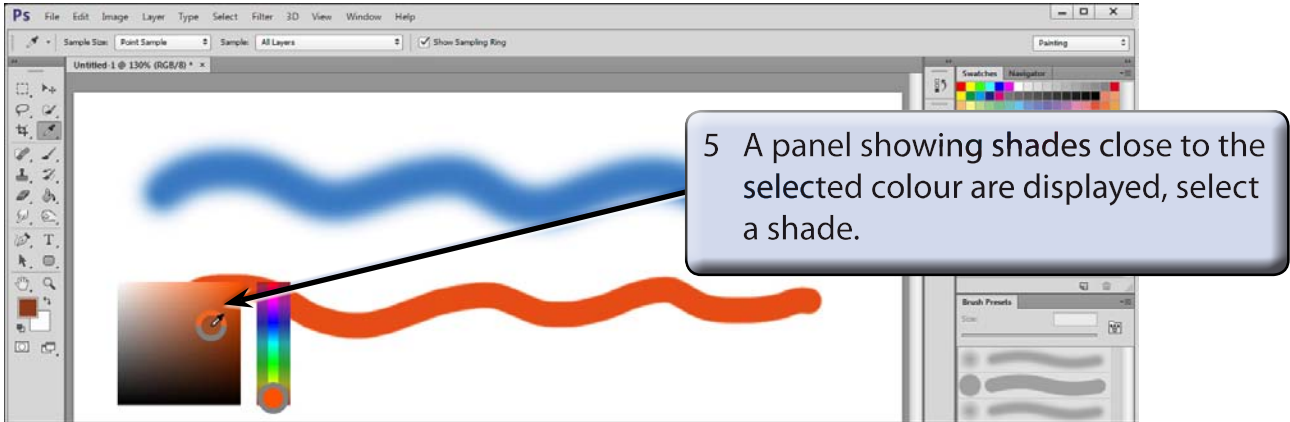 PS File Edit Image Layer Type Select Filter 3D View Window Help
Sample Size: Point Sample Sample: All Layers Show Sampling Ring Painting
Untitled-1 @ 130% (RGB/8) * ×
Swatches Navigator
5 A panel showing shades close to the
selected colour are displayed, select
a shade.
Brush Presets
Size: